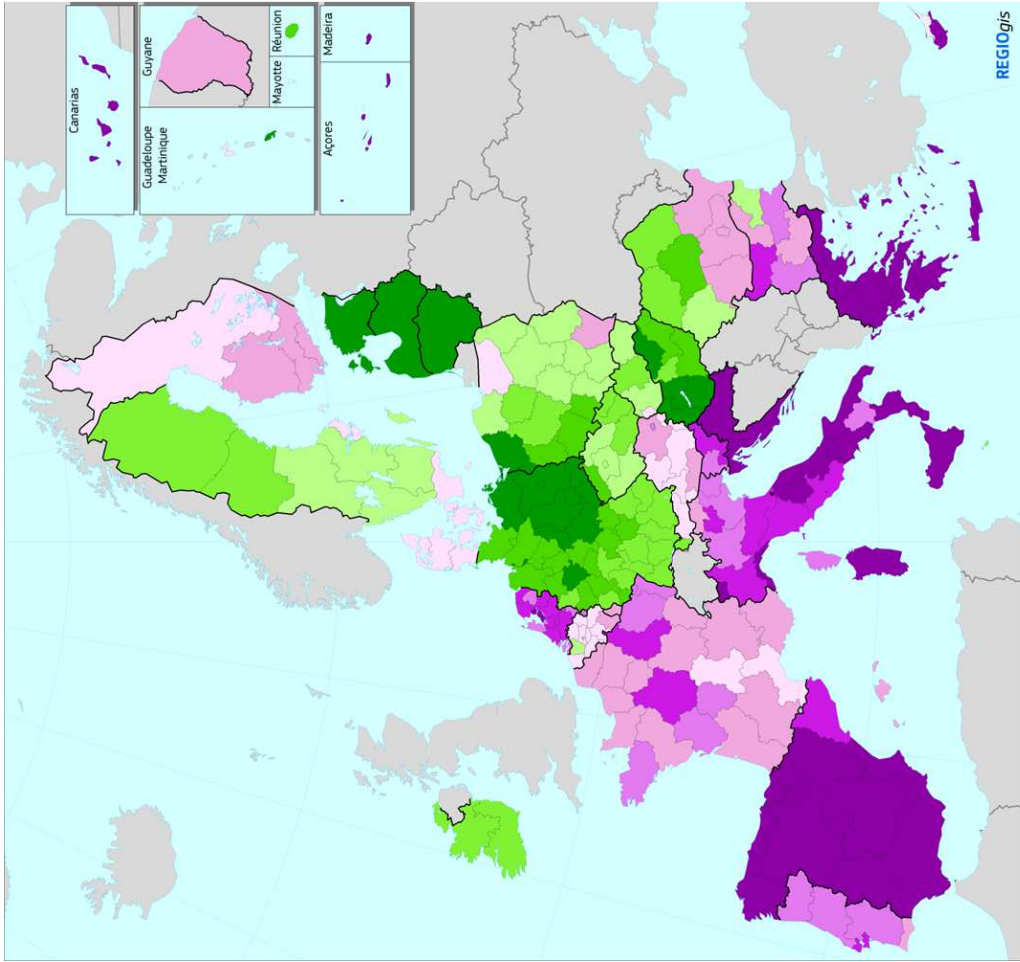 Canarias
Guyane
Réunion
Mayotte
Guadeloupe
Martinique
Madeira
Açores
REGIOgis